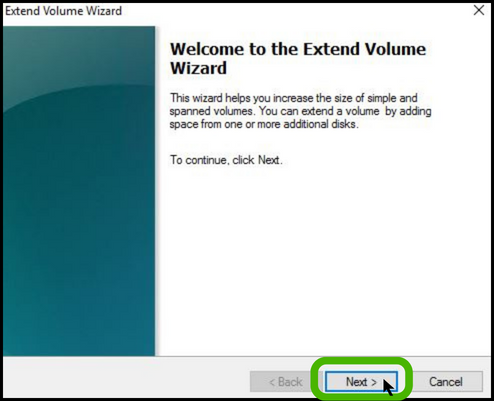 Extend Volume Wizard
Welcome to the Extend Volume
Wizard
This wizard helps you increase the size of simple and
spanned volumes. You can extend a volume by adding
space from one or more additional disks.
To continue, click Next.
< Back
Next >
Cancel